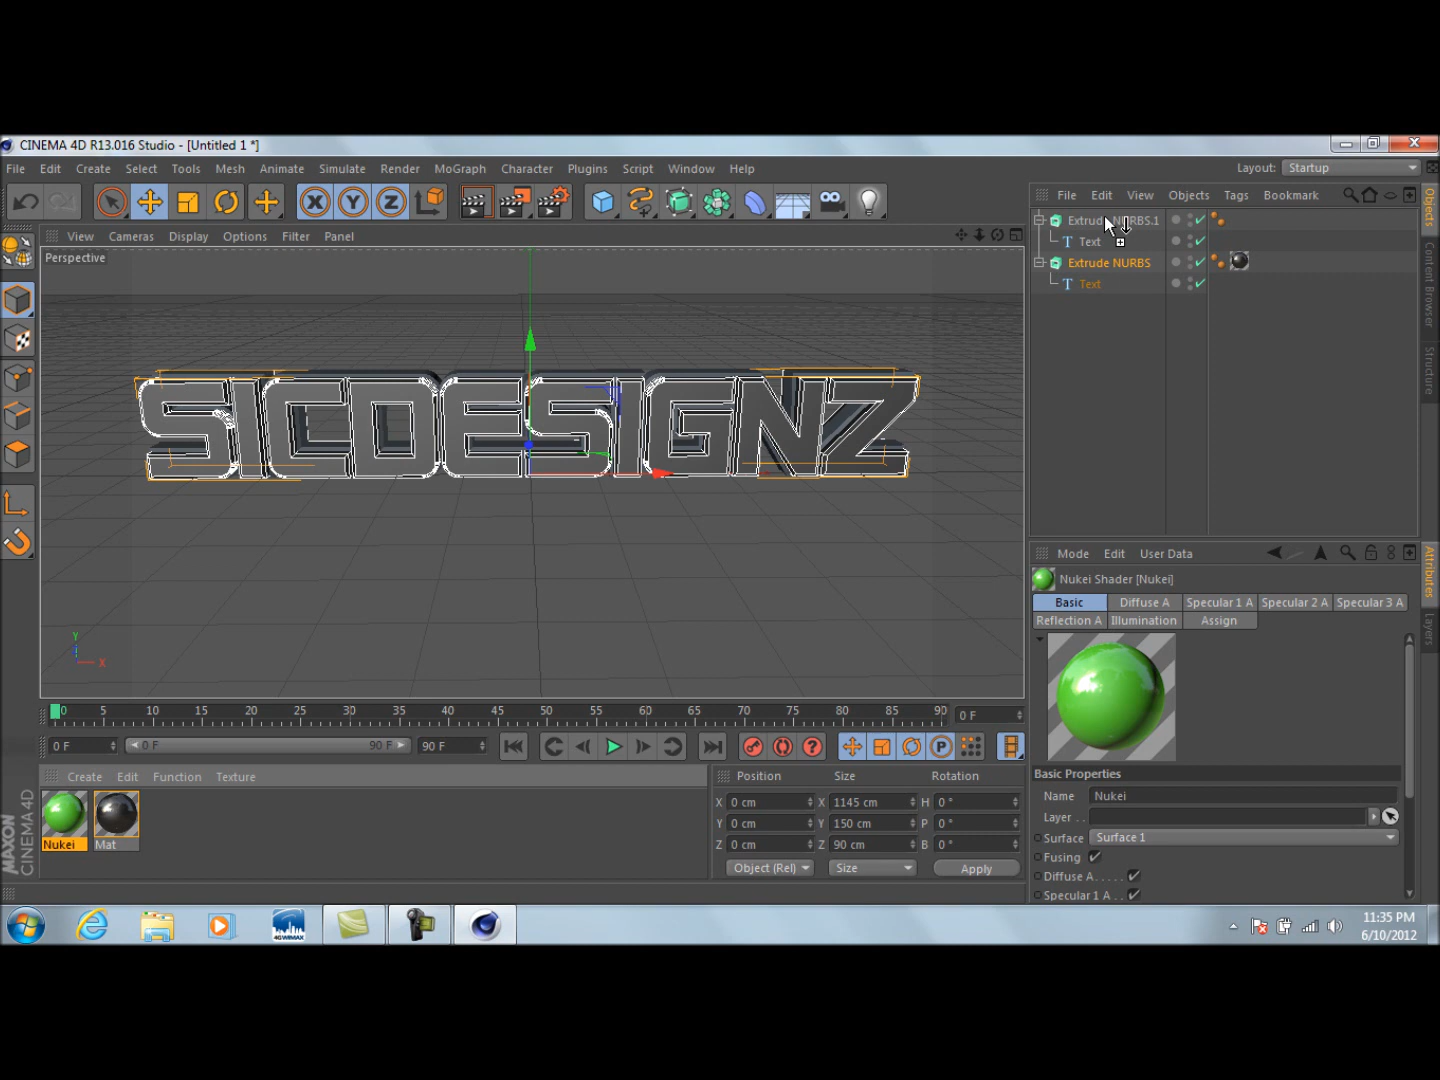 CINEMA 4D R13.016 Studio - [Untitled 1 *]
File Edit Create Select Tools Mesh Animate Simulate Render MoGraph Character Plugins Script Window Help
Layout: Startup
File Edit View Objects Tags Bookmark
Extrude NURBS.1
Text
Extrude NURBS
Text
Objects
Content Browser
Structure
View Cameras Display Options Filter Panel
Perspective
SICDESIGNZ
Y
X
Mode Edit User Data
Nukei Shader [Nukei]
Basic Diffuse A Specular 1 A Specular 2 A Specular 3 A
Reflection A Illumination Assign
Attributes
Layers
Basic Properties
Name Nukei
Layer . .
Surface Surface 1
Fusing
Diffuse A. . . . .
Specular 1 A . .
0 5 10 15 20 25 30 35 40 45 50 55 60 65 70 75 80 85 90
0 F
0 F 0 F 90 F 90 F
P
Create Edit Function Texture
Nukei Mat
MAXON
CINEMA 4D
Position Size Rotation
X 0 cm X 1145 cm H 0 °
Y 0 cm Y 150 cm P 0 °
Z 0 cm Z 90 cm B 0 °
Object (Rel) Size Apply
4GWIMAX
11:35 PM
6/10/2012